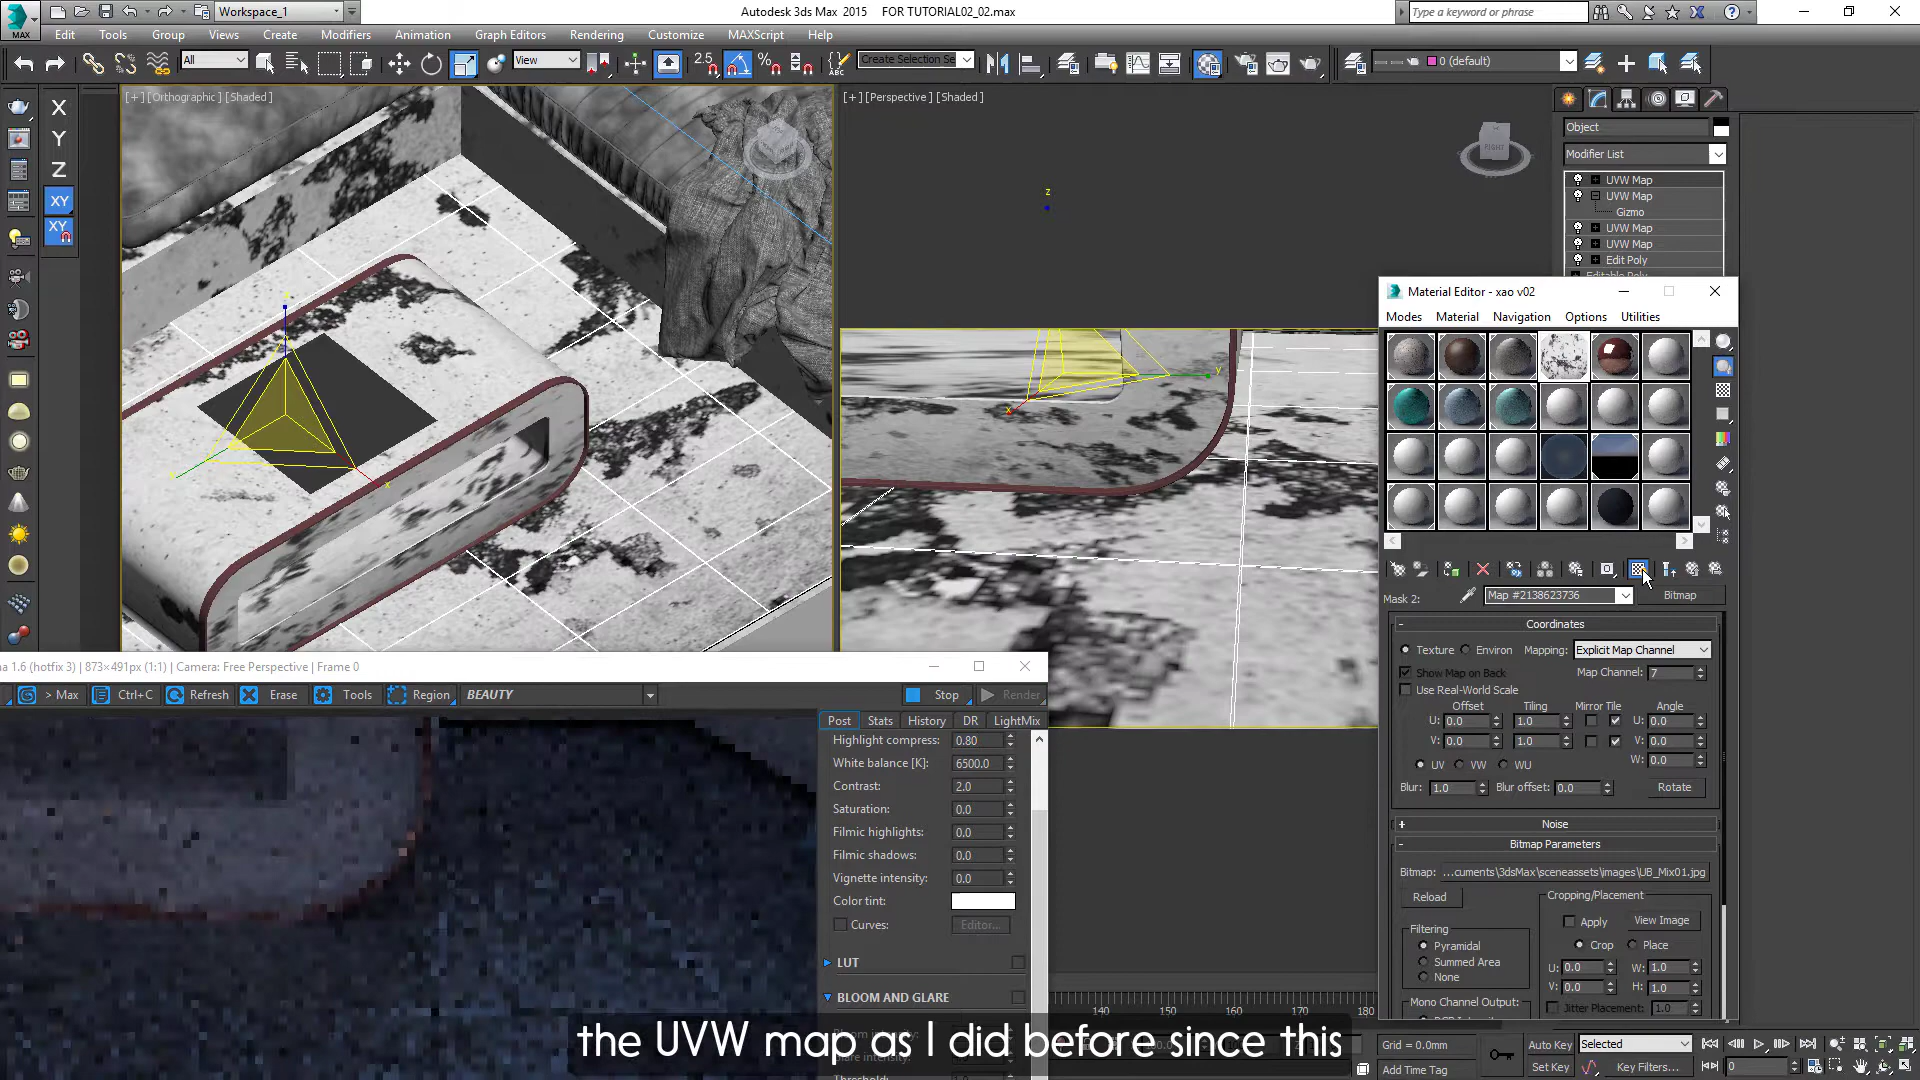 MAX
Workspace_1
Autodesk 3ds Max 2015 FOR TUTORIAL02_02.max
Type a keyword or phrase
Edit Tools Group Views Create Modifiers Animation Graph Editors Rendering Customize MAXScript Help
All
View
2.5
Create Selection Se
0 (default)
X
Y
Z
XY
XY
[+] [Orthographic] [Shaded]
[+] [Perspective] [Shaded]
RIGHT
z
y
x
x
Object
Modifier List
UVW Map
UVW Map
Gizmo
UVW Map
UVW Map
Edit Poly
Editable Poly
Material Editor - xao v02
Modes Material Navigation Options Utilities
Mask 2:
Map #2138623736
Bitmap
Coordinates
Texture Environ Mapping: Explicit Map Channel
Show Map on Back Map Channel: 7
Use Real-World Scale
Offset Tiling Mirror Tile Angle
U: 0.0 1.0 U: 0.0
V: 0.0 1.0 V: 0.0
UV VW WU W: 0.0
Blur: 1.0 Blur offset: 0.0 Rotate
Noise
Bitmap Parameters
Bitmap: ...cuments\3dsMax\sceneassets\images\UB_Mix01.jpg
Reload
Cropping/Placement
Apply View Image
Crop Place
Filtering
Pyramidal
Summed Area
None
U: 0.0 W: 1.0
V: 0.0 H: 1.0
Jitter Placement: 1.0
Mono Channel Output:
na 1.6 (hotfix 3) | 873×491px (1:1) | Camera: Free Perspective | Frame 0
> Max Ctrl+C Refresh Erase Tools Region BEAUTY Stop Render
Post Stats History DR LightMix
Highlight compress: 0.80
White balance [K]: 6500.0
Contrast: 2.0
Saturation: 0.0
Filmic highlights: 0.0
Filmic shadows: 0.0
Vignette intensity: 0.0
Color tint:
Curves: Editor...
LUT
BLOOM AND GLARE
140 150 160 170 180
the UVW map as I did before since this
Grid = 0.0mm
Add Time Tag
Auto Key
Selected
Set Key
Key Filters...
0